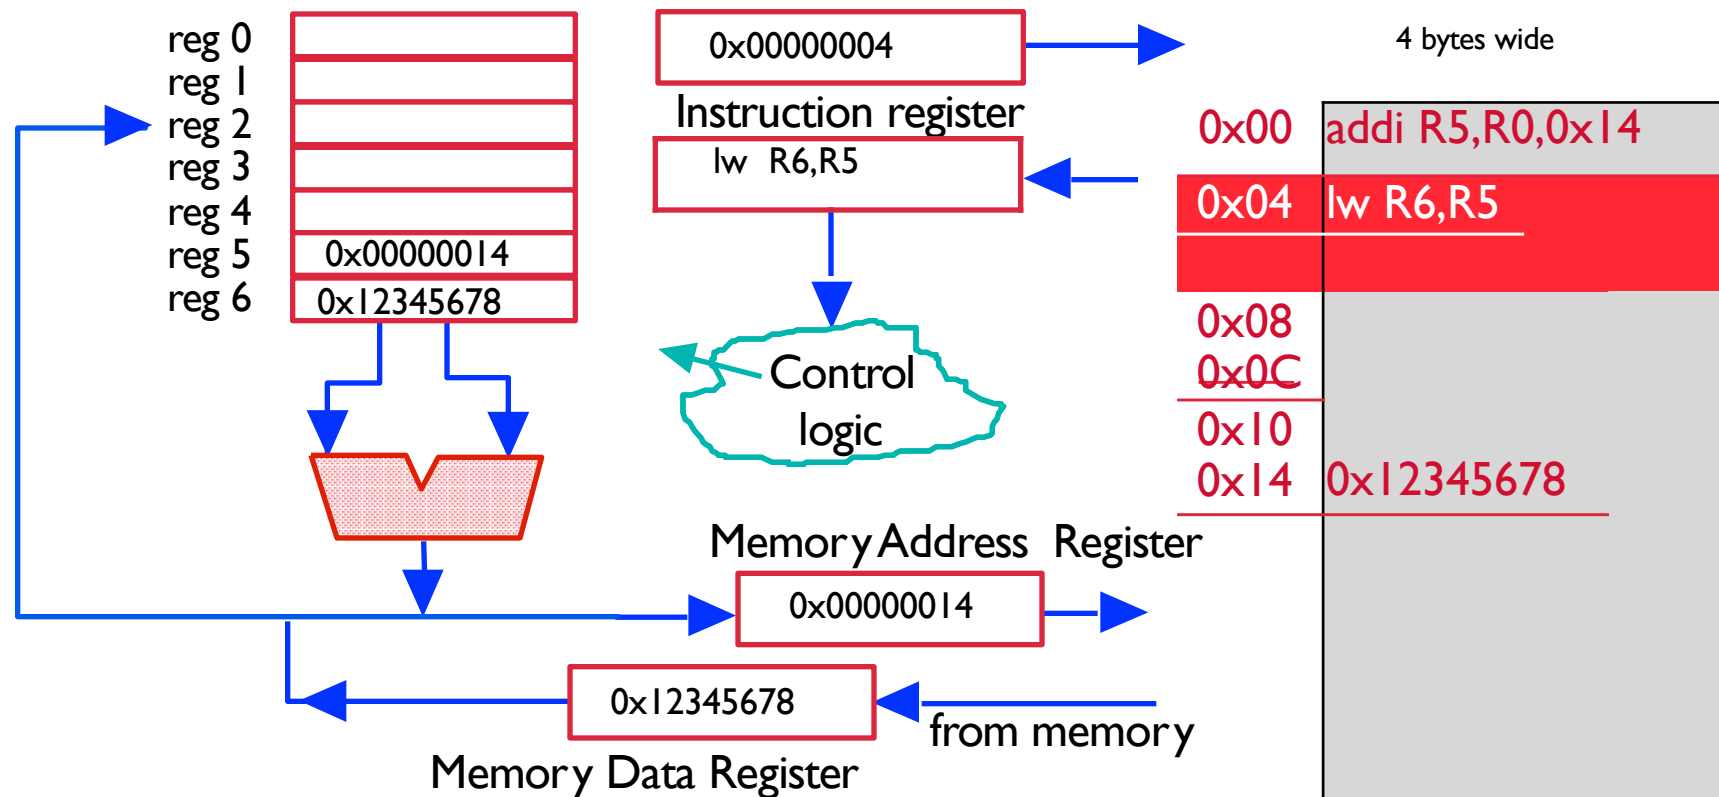 reg 0
reg 1
reg 2
reg 3
reg 4
reg 5
reg 6
0x00000014
0x12345678
0x00000004
Instruction register
lw R6,R5
Control
logic
Memory Address Register
0x00000014
0x12345678
from memory
Memory Data Register
4 bytes wide
0x00 addi R5,R0,0x14
0x04 lw R6,R5
0x08
0x0C
0x10
0x14 0x12345678